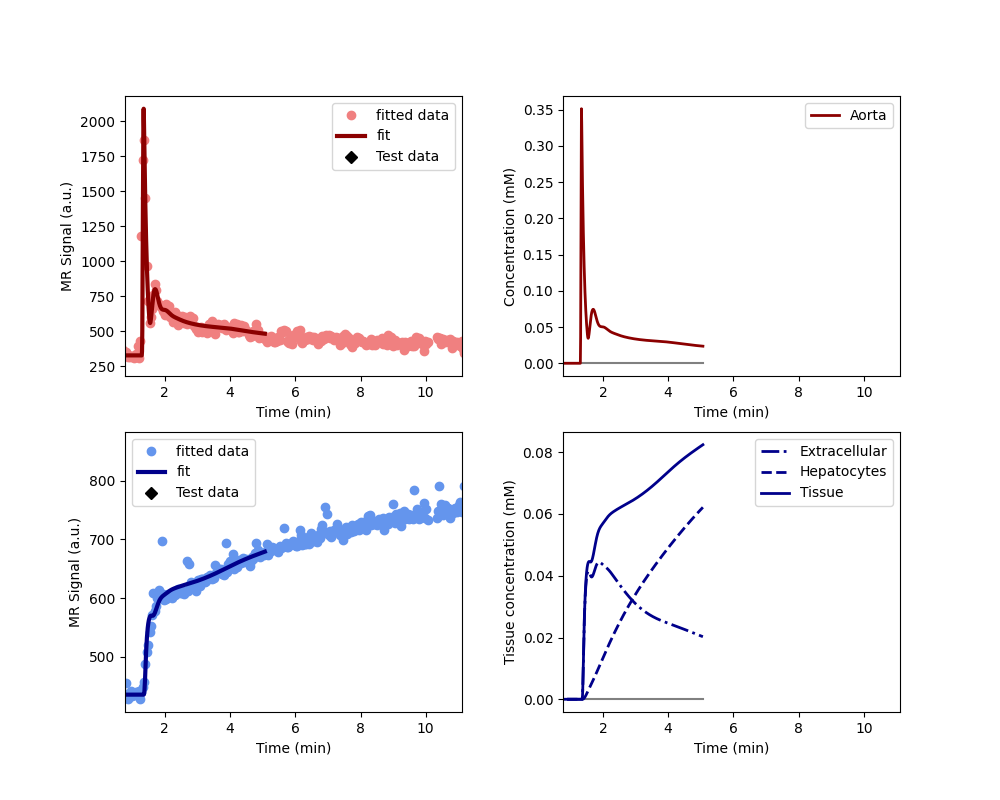 MR Signal (a.u.)
2000
1750
1500
1250
1000
750
500
250
2 4 6 8 10
Time (min)
fitted data
fit
Test data
Concentration (mM)
0.35
0.30
0.25
0.20
0.15
0.10
0.05
0.00
2 4 6 8 10
Time (min)
Aorta
MR Signal (a.u.)
800
700
600
500
2 4 6 8 10
Time (min)
fitted data
fit
Test data
Tissue concentration (mM)
0.08
0.06
0.04
0.02
0.00
2 4 6 8 10
Time (min)
Extracellular
Hepatocytes
Tissue